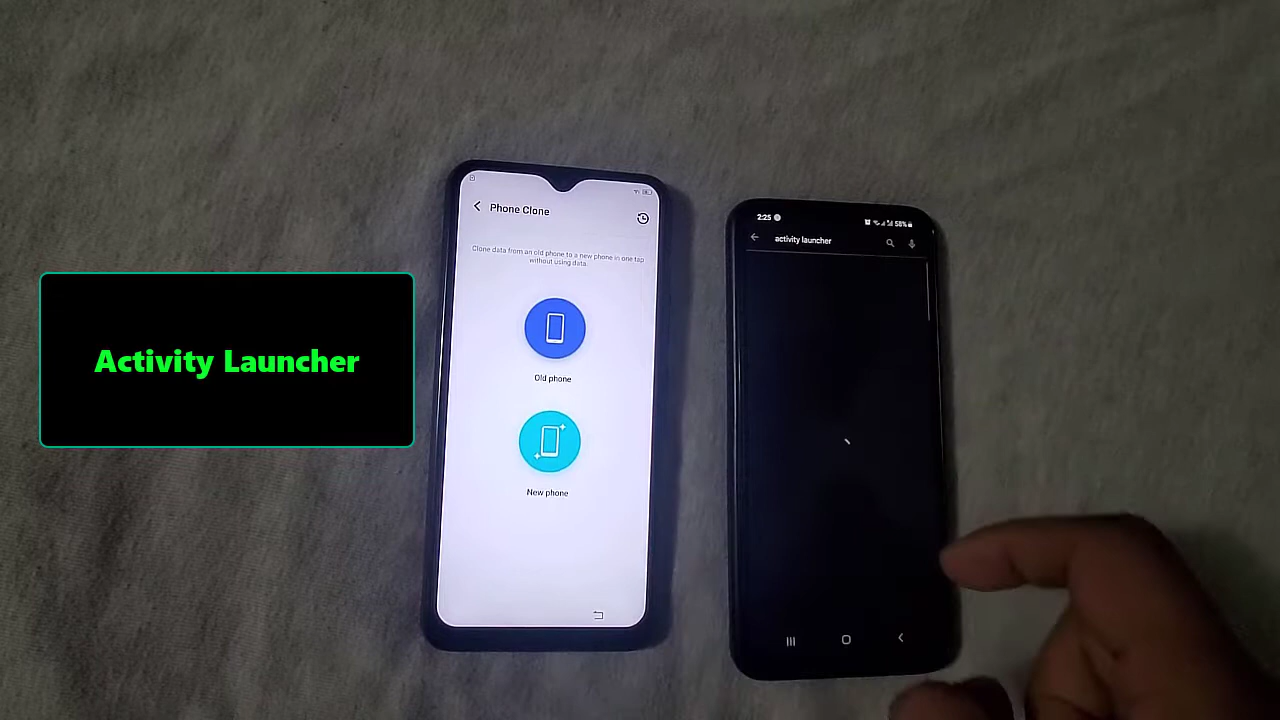 Activity Launcher
Phone Clone
Clone data from an old phone to a new phone in one tap
without using data.
Old phone
New phone
2:25
58%
activity launcher